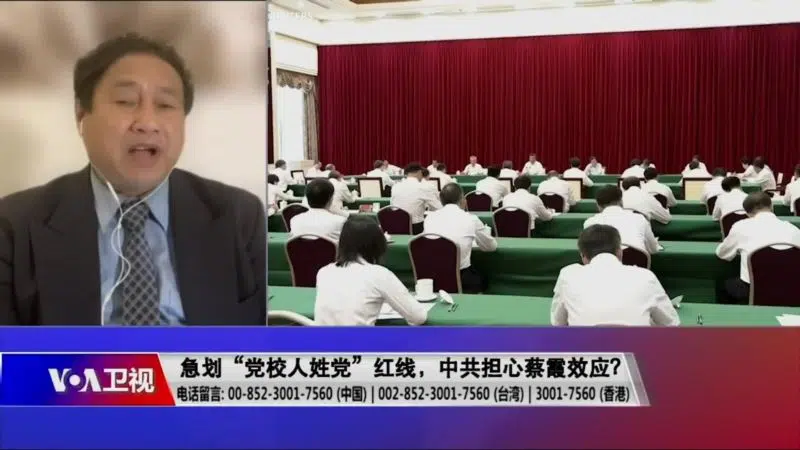 REUTERS
VOA卫视
急划“党校人姓党”红线，中共担心蔡霞效应？
电话留言: 00-852-3001-7560 (中国) | 002-852-3001-7560 (台湾) | 3001-7560 (香港)